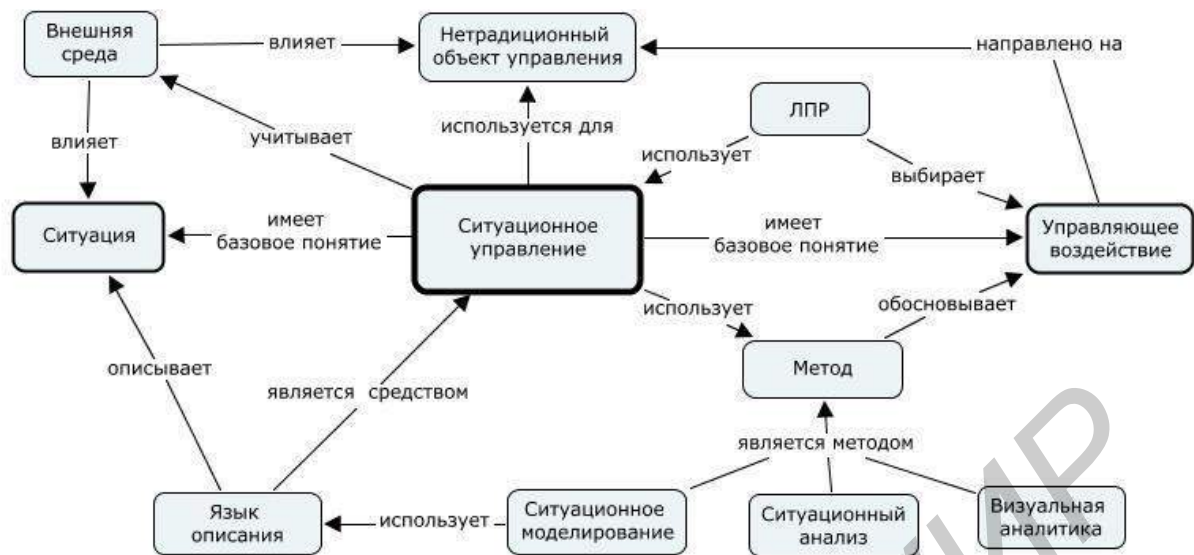 Внешняя
среда
влияет
Нетрадиционный
объект управления
направлено на
ЛПР
учитывает
используется для
влияет
использует
выбирает
Ситуация
имеет
базовое понятие
Ситуационное
управление
имеет
базовое понятие
Управляющее
воздействие
использует
обосновывает
Метод
описывает
является средством
является методом
Язык
описания
использует
Ситуационное
моделирование
Ситуационный
анализ
Визуальная
аналитика